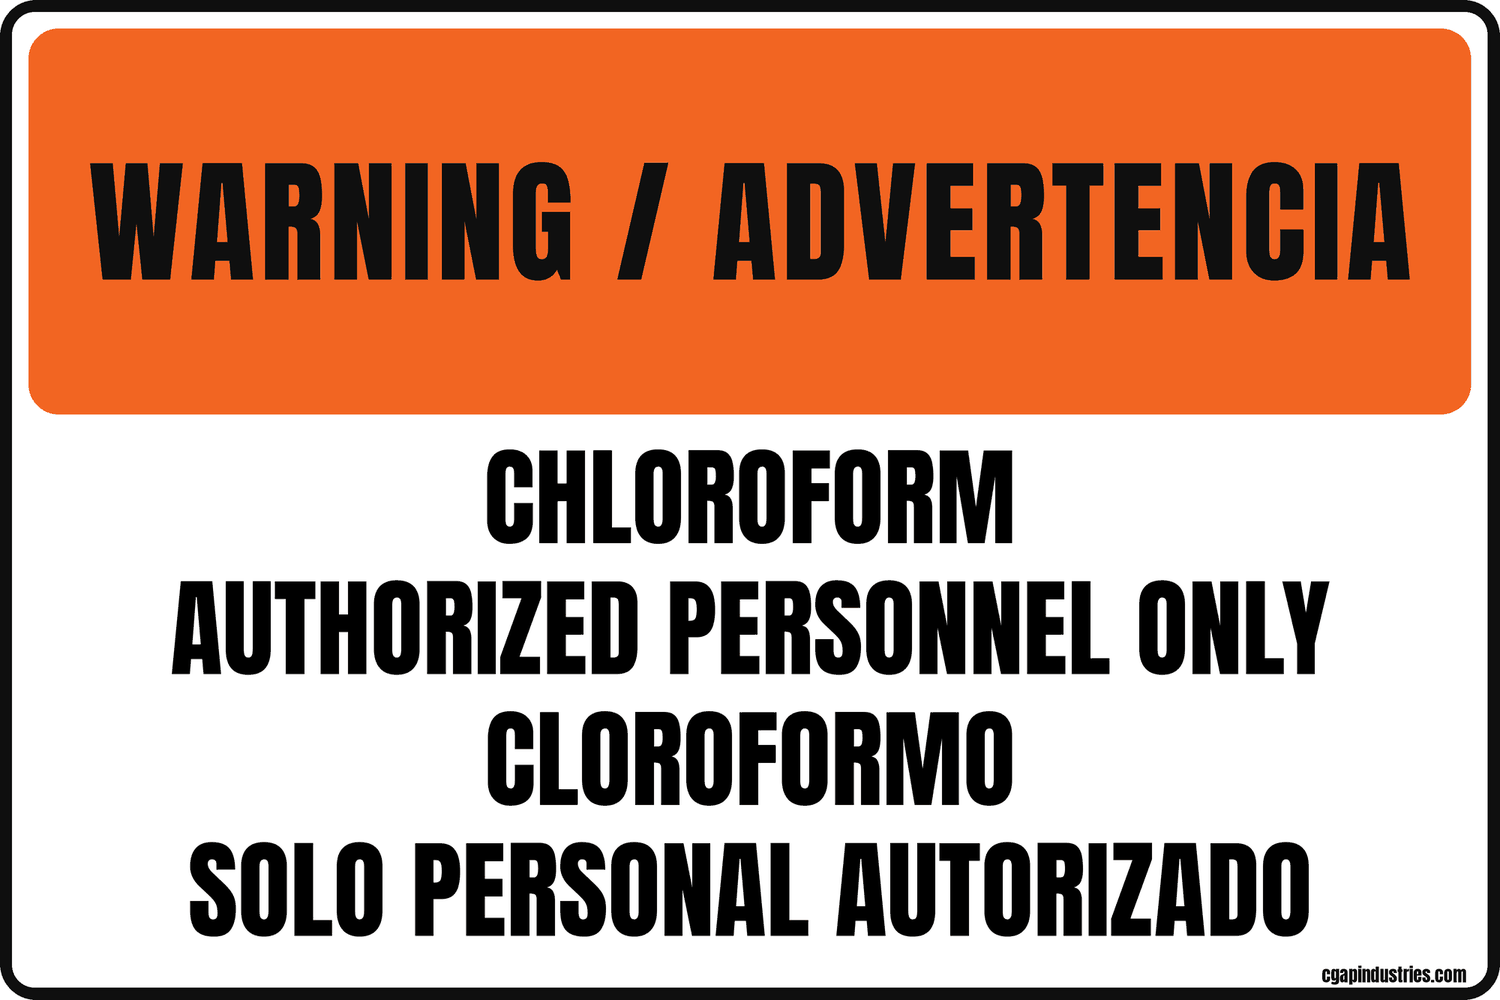 WARNING / ADVERTENCIA
CHLOROFORM
AUTHORIZED PERSONNEL ONLY
CLOROFORMO
SOLO PERSONAL AUTORIZADO
cgapindustries.com